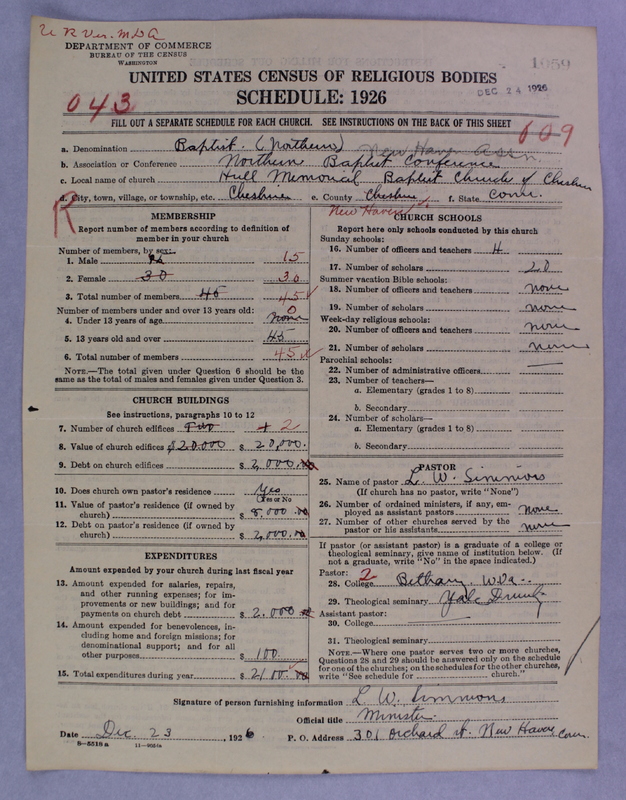 U R Ver. M.D.A
DEPARTMENT OF COMMERCE
BUREAU OF THE CENSUS
WASHINGTON
1059
UNITED STATES CENSUS OF RELIGIOUS BODIES
DEC 24 1926
SCHEDULE: 1926
043
FILL OUT A SEPARATE SCHEDULE FOR EACH CHURCH. SEE INSTRUCTIONS ON THE BACK OF THIS SHEET
609
a. Denomination Baptist. (Northern) New Haven Assn.
b. Association or Conference Northern Baptist Conference
c. Local name of church Hull Memorial Baptist Church of Cheshire
d. City, town, village, or township, etc. Cheshire e. County Cheshire f. State Conn.
New Haven
R
MEMBERSHIP
Report number of members according to definition of
member in your church
Number of members, by sex:
1. Male 15
2. Female 30 30
3. Total number of members 45 45
Number of members under and over 13 years old:
4. Under 13 years of age none 0
5. 13 years old and over 45
6. Total number of members 45
NOTE.—The total given under Question 6 should be
same as the total of males and females given under Question 3.
CHURCH BUILDINGS
See instructions, paragraphs 10 to 12
7. Number of church edifices Two 2
8. Value of church edifices $20.000 $ 20,000.
9. Debt on church edifices $ 2,000.00
10. Does church own pastor's residence Yes
Yes or No
11. Value of pastor's residence (if owned by
church) $ 8,000.00
12. Debt on pastor's residence (if owned by
church) $ 2,000.00
EXPENDITURES
Amount expended by your church during last fiscal year
13. Amount expended for salaries, repairs,
and other running expenses; for im-
provements or new buildings; and for
payments on church debt $ 2.000
14. Amount expended for benevolences, in-
cluding home and foreign missions; for
denominational support; and for all
other purposes $ 100.
15. Total expenditures during year $ 2100.00
CHURCH SCHOOLS
Report here only schools conducted by this church
Sunday schools:
16. Number of officers and teachers 4
17. Number of scholars 20
Summer vacation Bible schools:
18. Number of officers and teachers none
19. Number of scholars none
Week-day religious schools:
20. Number of officers and teachers none
21. Number of scholars none
Parochial schools:
22. Number of administrative officers
23. Number of teachers—
a. Elementary (grades 1 to 8)
b. Secondary
24. Number of scholars—
a. Elementary (grades 1 to 8)
b. Secondary
PASTOR
25. Name of pastor L. W. Simmons
(If church has no pastor, write "None")
26. Number of ordained ministers, if any, em-
ployed as assistant pastors none
27. Number of other churches served by the
pastor or his assistants none
If pastor (or assistant pastor) is a graduate of a college or
theological seminary, give name of institution below. (If
not a graduate, write "No" in the space indicated.)
Pastor: 2
28. College Bethany. W.Va.
29. Theological seminary Yale Divinity
Assistant pastor:
30. College
31. Theological seminary
NOTE.—Where one pastor serves two or more churches,
Questions 28 and 29 should be answered only on the schedule
for one of the churches; on the schedules for the other churches,
write "See schedule for church."
Signature of person furnishing information L W. Simmons
Official title Minister.
Date Dec. 23, 1926 P. O. Address 301 Orchard st. New Haven Conn.
8—5518 a 11—9054a